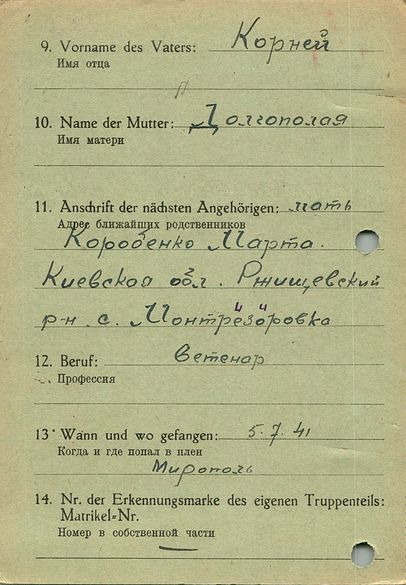 9. Vorname des Vaters: Корней
Имя отца
10. Name der Mutter: Долгополая
Имя матери
11. Anschrift der nächsten Angehörigen: мать
Адрес ближайших родственников
Коробенко Марта.
Киевская обл. Ржищевский
р-н с. Монтрёзöровка
12. Beruf: Ветенар
Профессия
13 Wann und wo gefangen: 5.7.41
Когда и где попал в плен
Мирополь
14. Nr. der Erkennungsmarke des eigenen Truppenteils:
Matrikel=Nr.
Номер в собственной части —